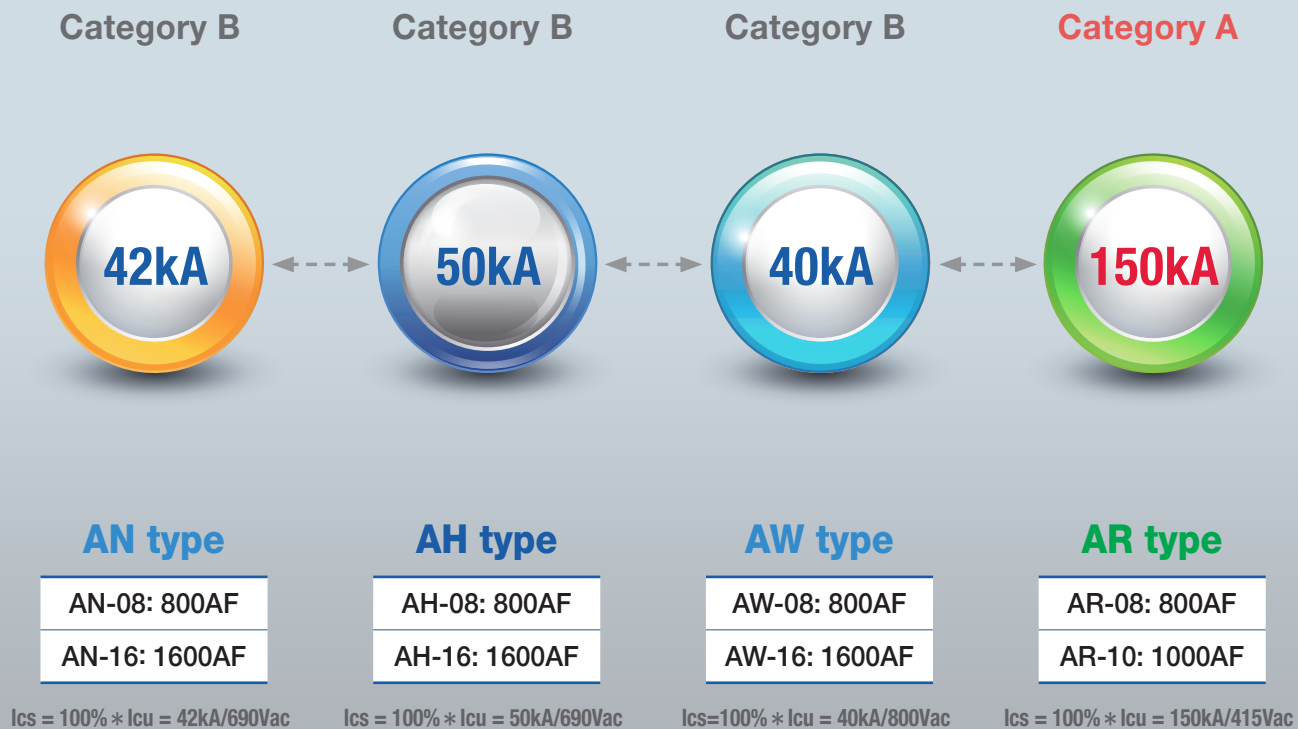 Category B
Category B
Category B
Category A
42kA
50kA
40kA
150kA
AN type
AH type
AW type
AR type
AN-08: 800AF
AH-08: 800AF
AW-08: 800AF
AR-08: 800AF
AN-16: 1600AF
AH-16: 1600AF
AW-16: 1600AF
AR-10: 1000AF
Ics = 100%＊Icu = 42kA/690Vac
Ics = 100%＊Icu = 50kA/690Vac
Ics=100%＊Icu = 40kA/800Vac
Ics = 100%＊Icu = 150kA/415Vac